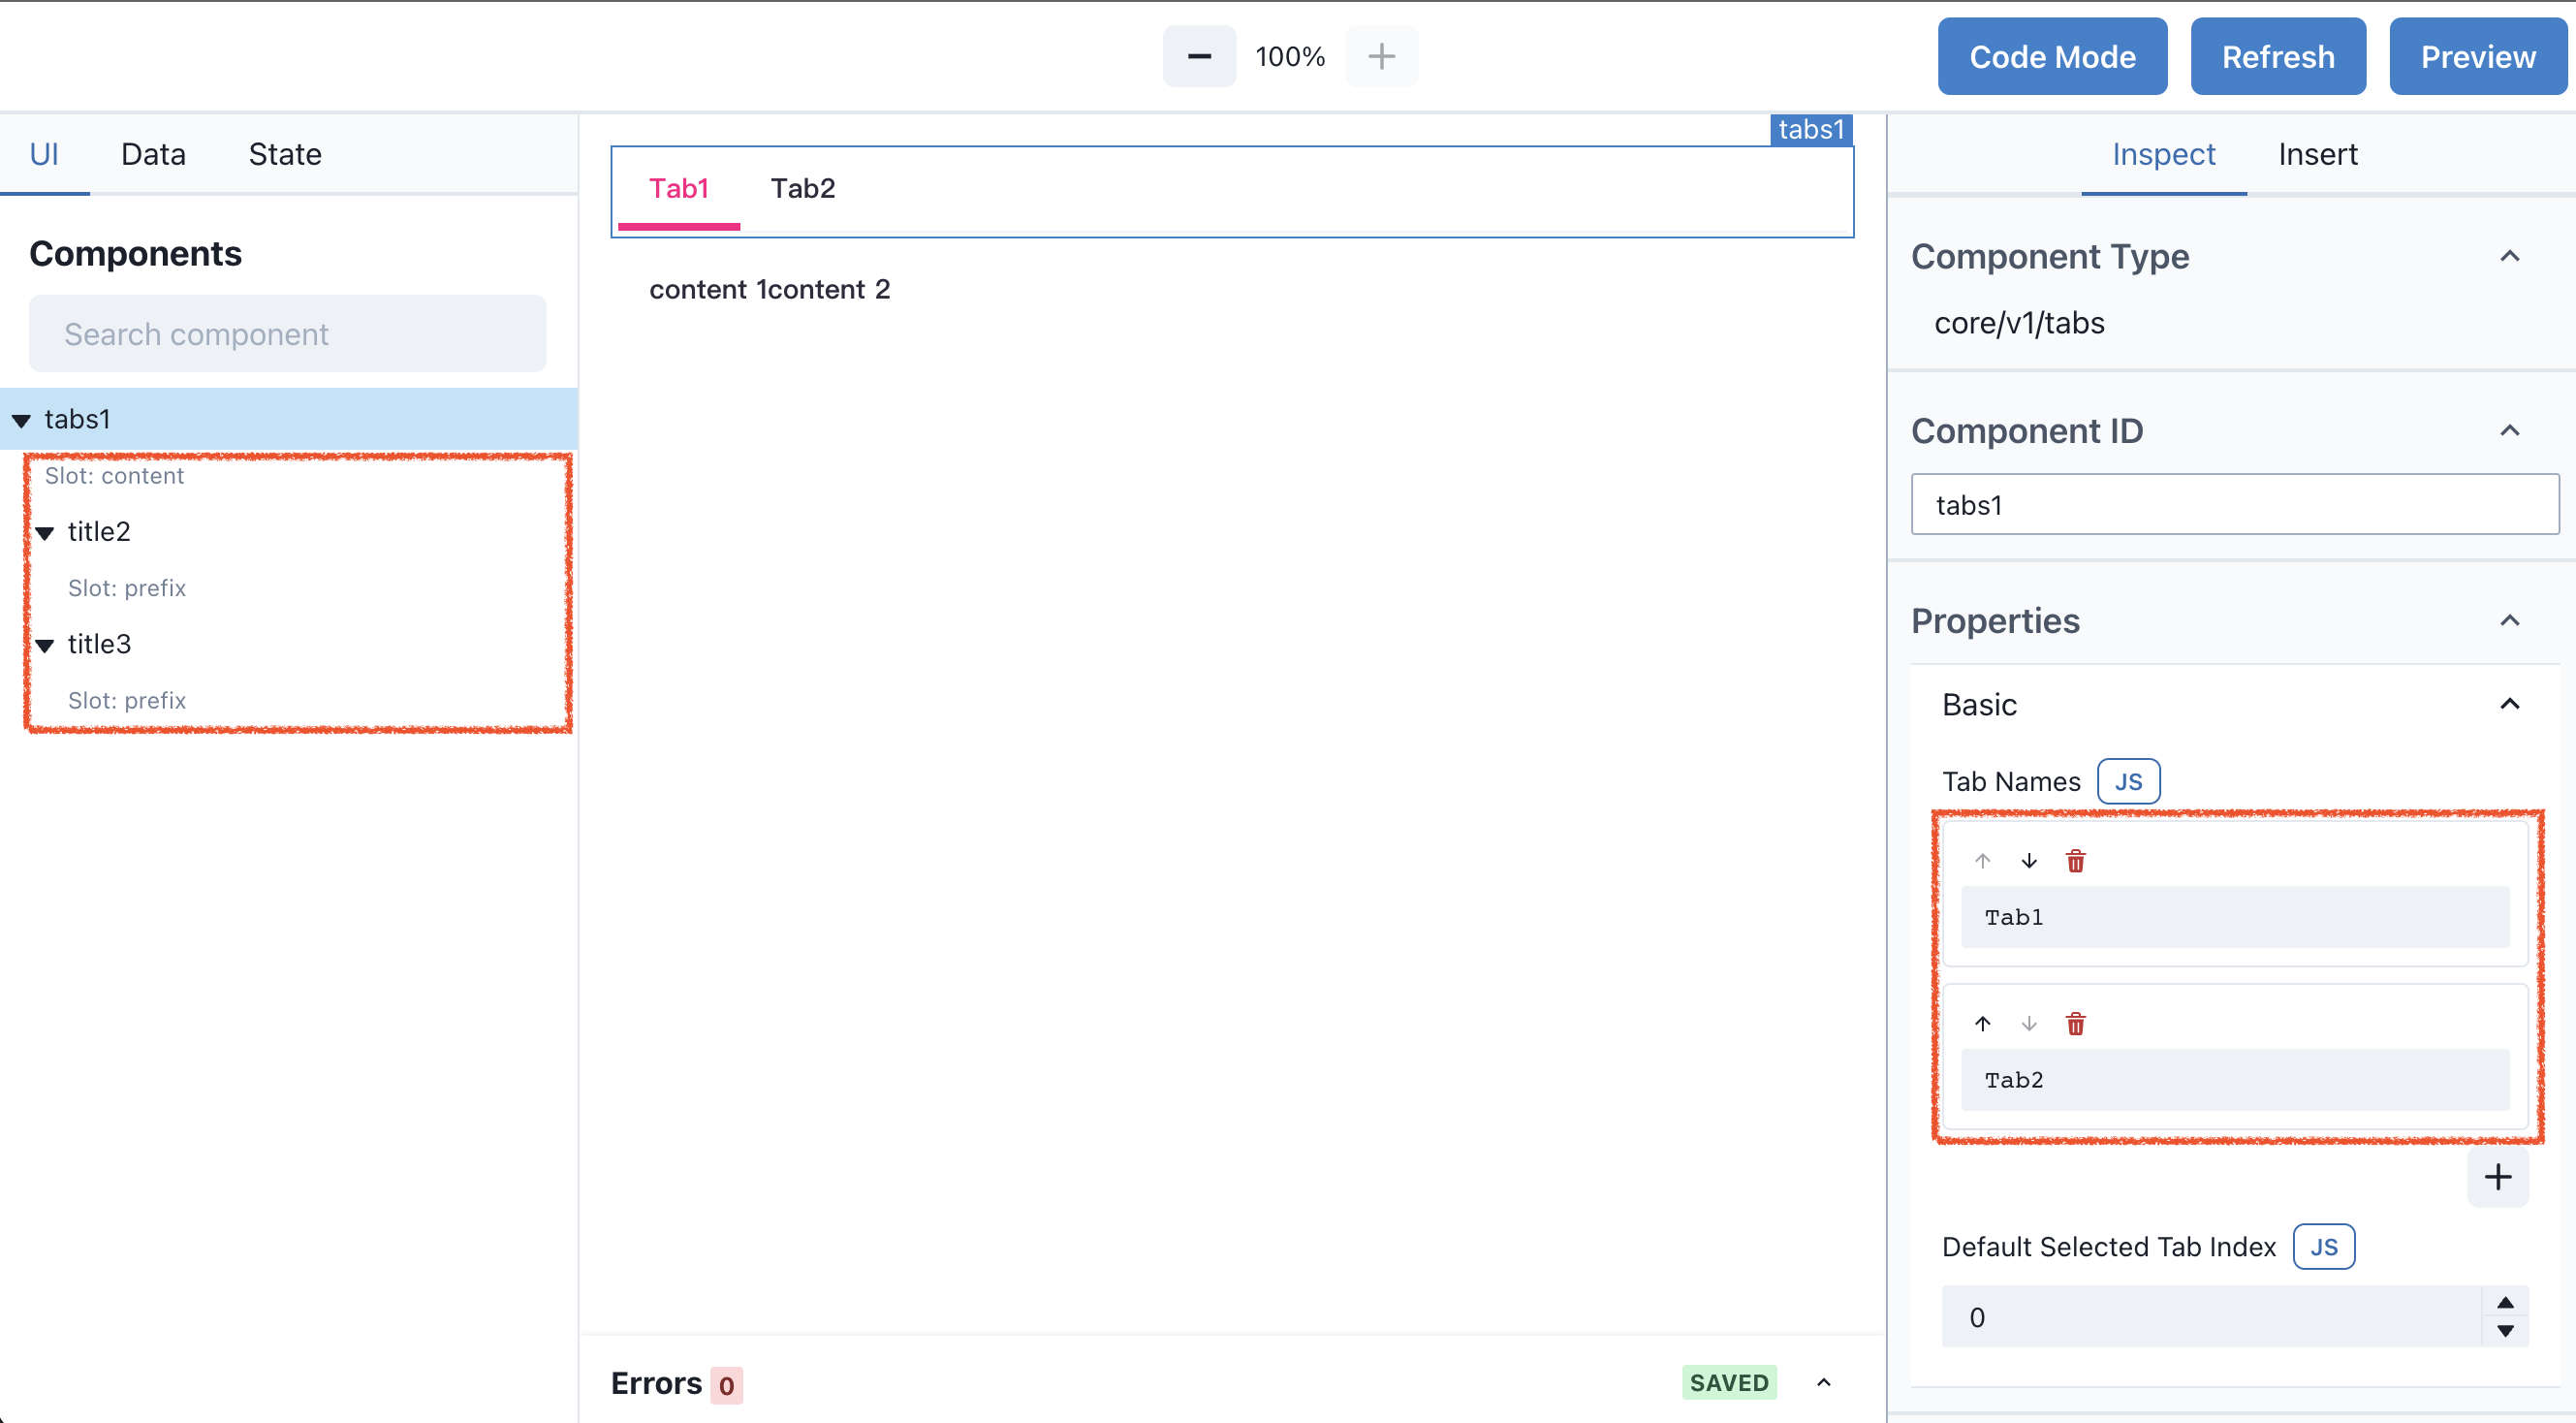 100%
Code Mode
Refresh
Preview
UI
Data
State
Components
Search component
tabs1
Slot: content
title2
Slot: prefix
title3
Slot: prefix
tabs1
Tab1
Tab2
content 1content 2
Errors 0
SAVED
Inspect
Insert
Component Type
core/v1/tabs
Component ID
tabs1
Properties
Basic
Tab Names JS
Tab1
Tab2
Default Selected Tab Index JS
0